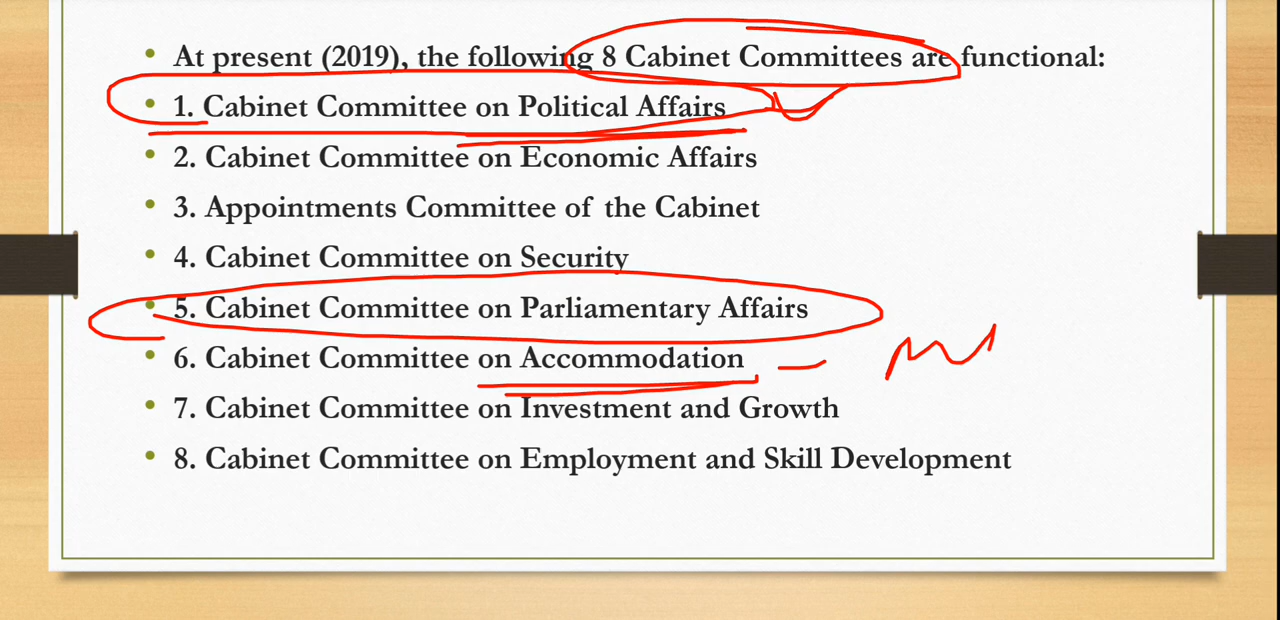 • At present (2019), the following 8 Cabinet Committees are functional:
• 1. Cabinet Committee on Political Affairs
• 2. Cabinet Committee on Economic Affairs
• 3. Appointments Committee of the Cabinet
• 4. Cabinet Committee on Security
• 5. Cabinet Committee on Parliamentary Affairs
• 6. Cabinet Committee on Accommodation
• 7. Cabinet Committee on Investment and Growth
• 8. Cabinet Committee on Employment and Skill Development